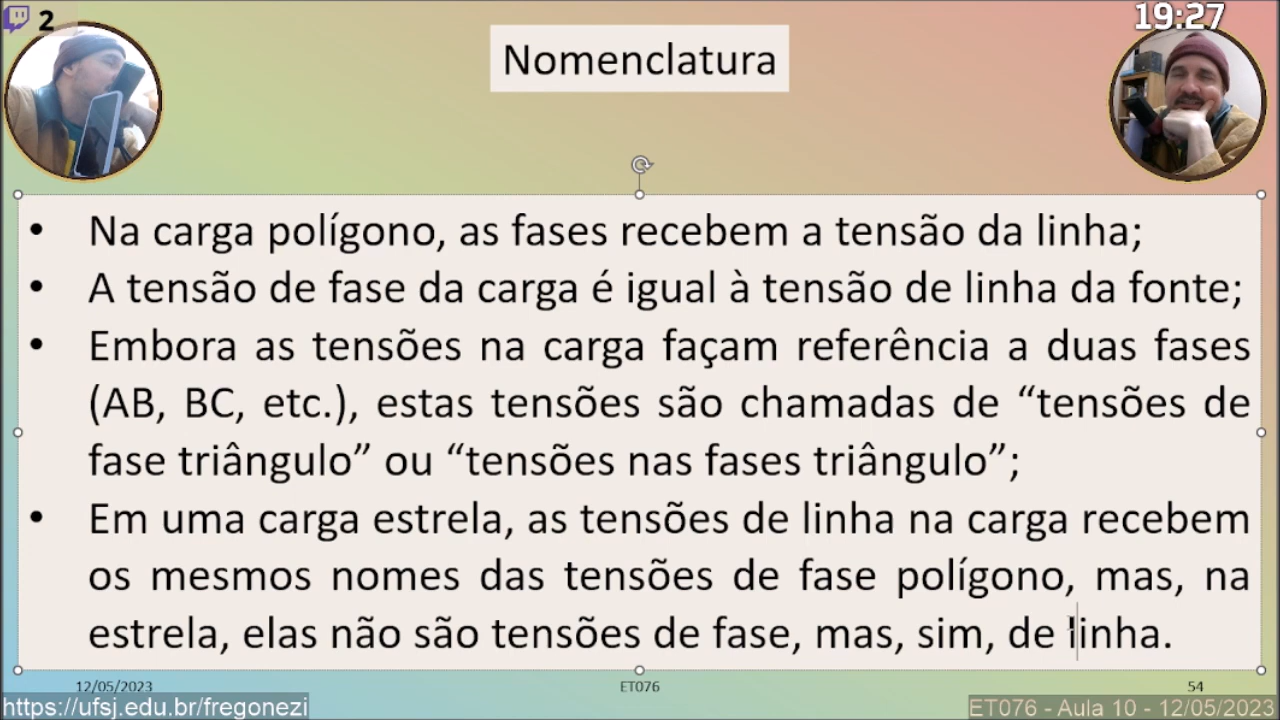 2
19:27
Nomenclatura
• Na carga polígono, as fases recebem a tensão da linha;
• A tensão de fase da carga é igual à tensão de linha da fonte;
• Embora as tensões na carga façam referência a duas fases
(AB, BC, etc.), estas tensões são chamadas de “tensões de
fase triângulo” ou “tensões nas fases triângulo”;
• Em uma carga estrela, as tensões de linha na carga recebem
os mesmos nomes das tensões de fase polígono, mas, na
estrela, elas não são tensões de fase, mas, sim, de linha.
12/05/2023
ET076
54
https://ufsj.edu.br/fregonezi
ET076 - Aula 10 - 12/05/2023